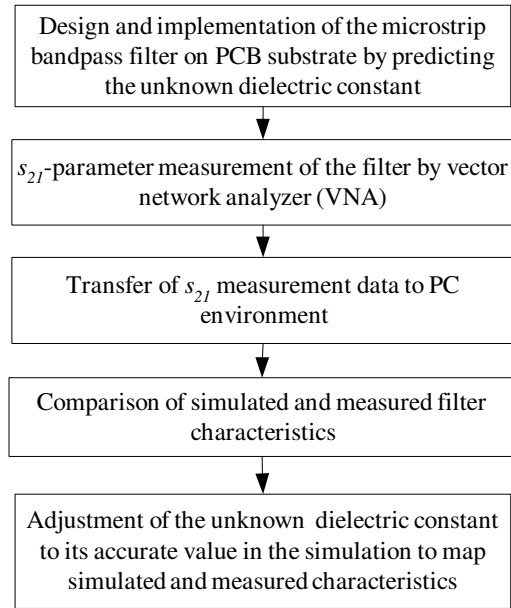 Design and implementation of the microstrip
bandpass filter on PCB substrate by predicting
the unknown dielectric constant
s21-parameter measurement of the filter by vector
network analyzer (VNA)
Transfer of s21 measurement data to PC
environment
Comparison of simulated and measured filter
characteristics
Adjustment of the unknown dielectric constant
to its accurate value in the simulation to map
simulated and measured characteristics